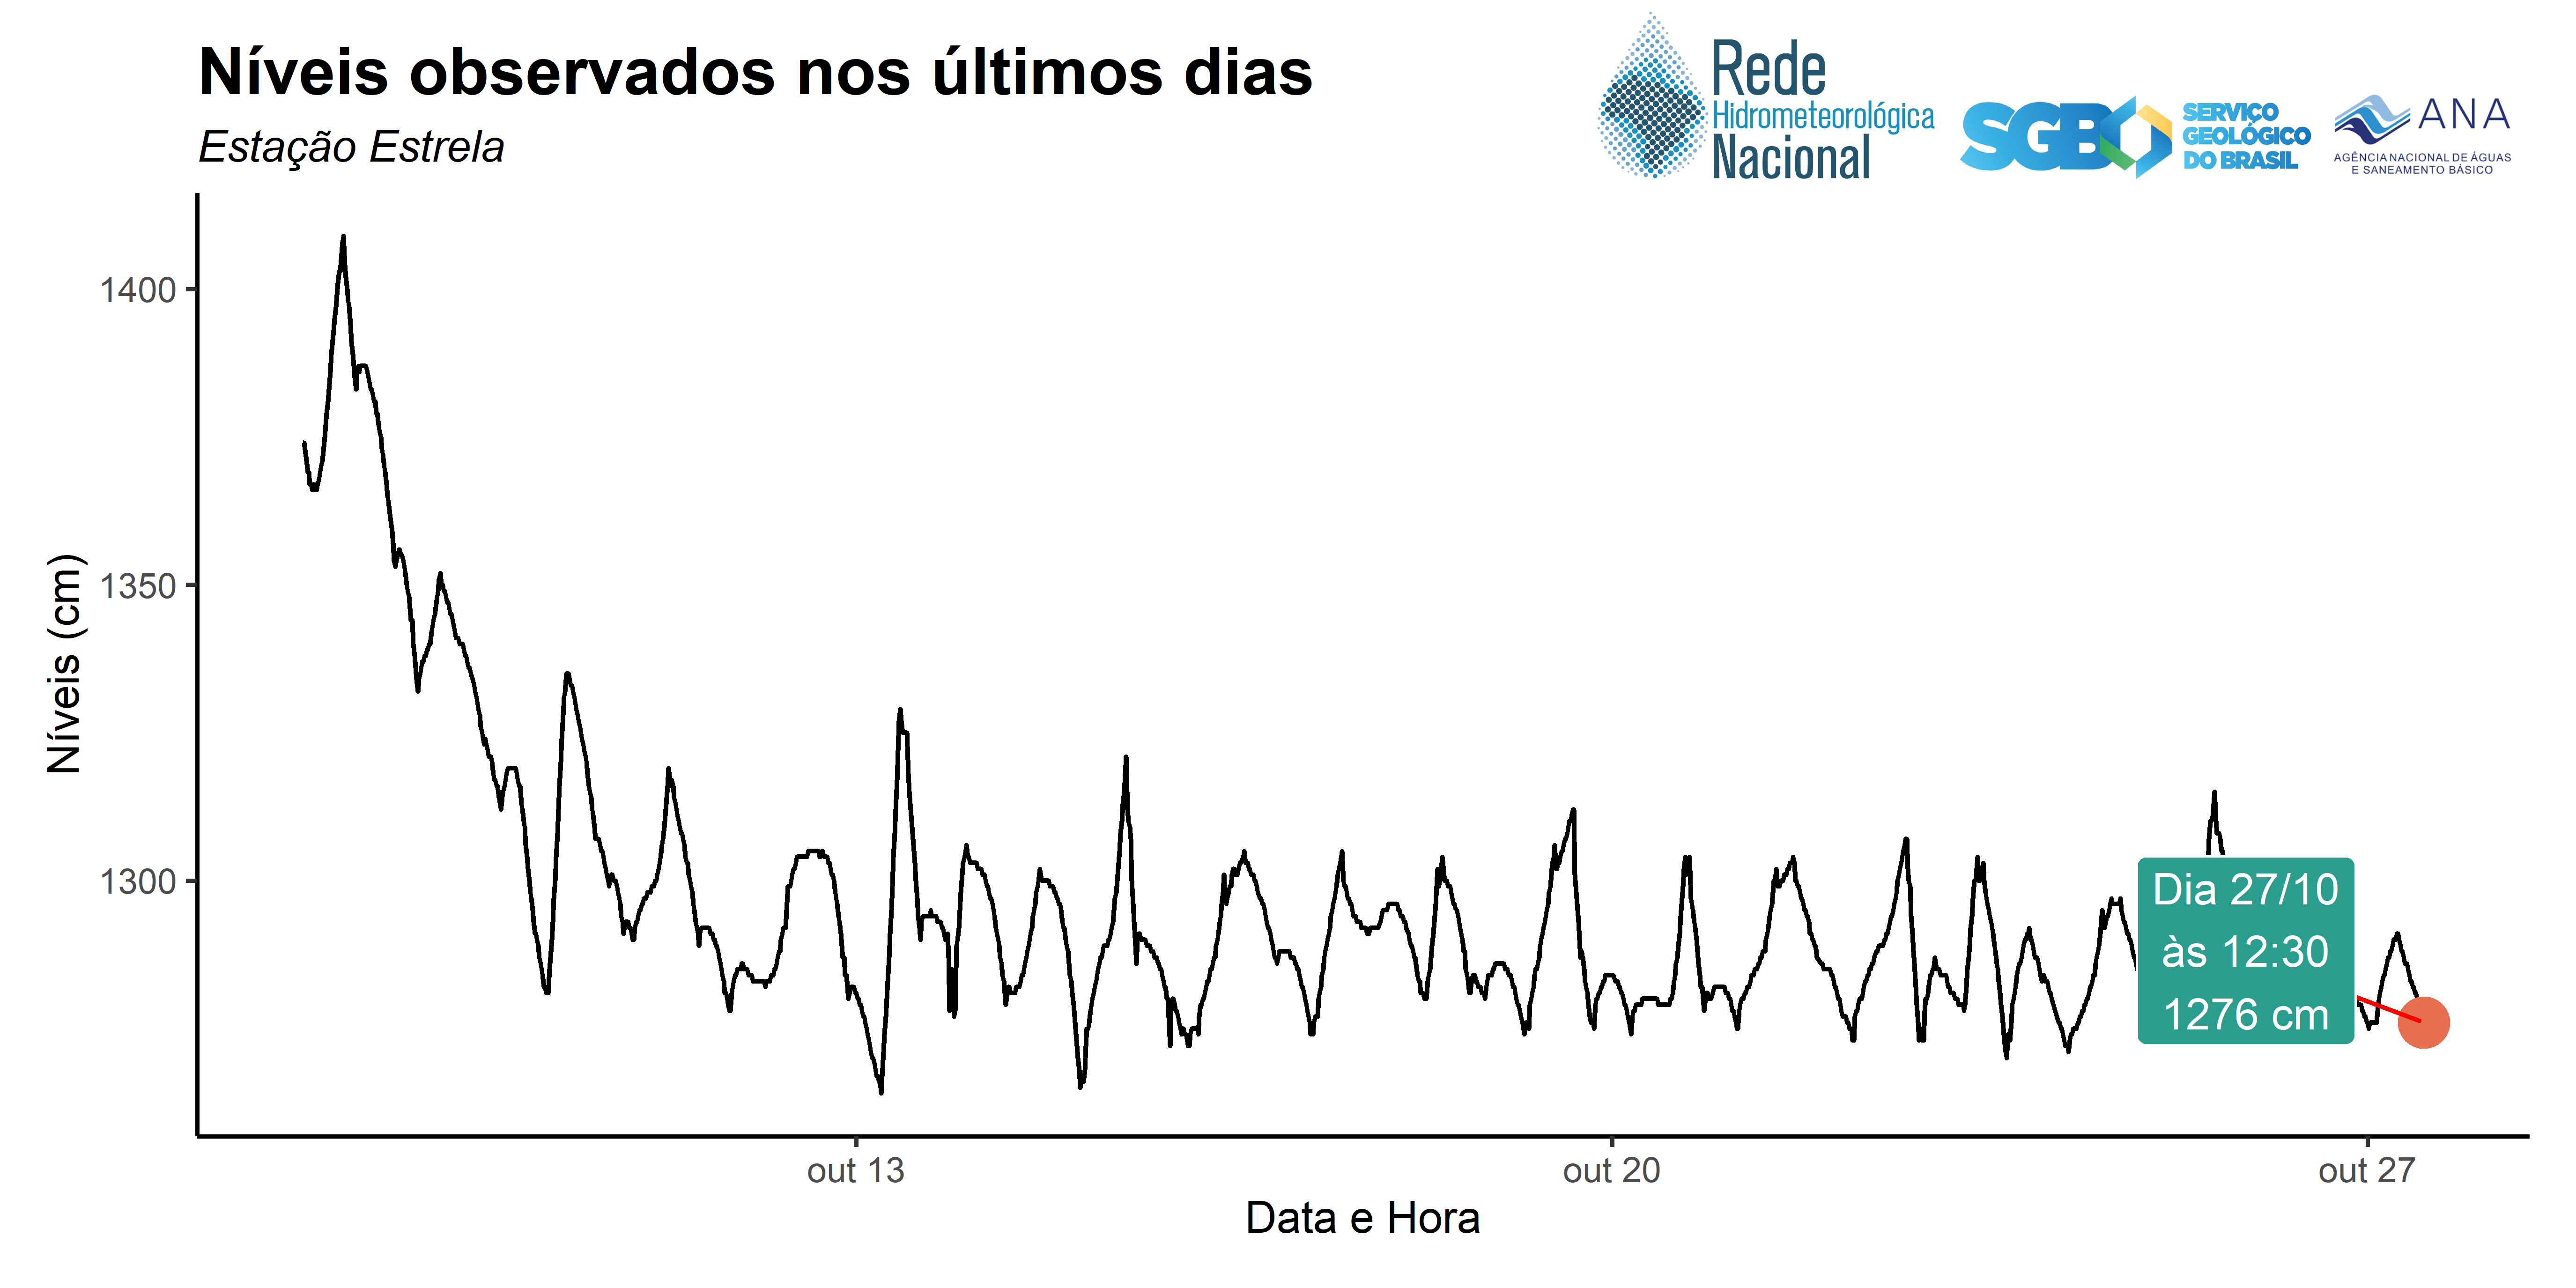 Níveis observados nos últimos dias
Estação Estrela
Rede
Hidrometeorológica
Nacional
SGB
SERVIÇO
GEOLÓGICO
DO BRASIL
ANA
AGÊNCIA NACIONAL DE ÁGUAS
E SANEAMENTO BÁSICO
Níveis (cm)
1400
1350
1300
Dia 27/10
às 12:30
1276 cm
out 13
out 20
out 27
Data e Hora